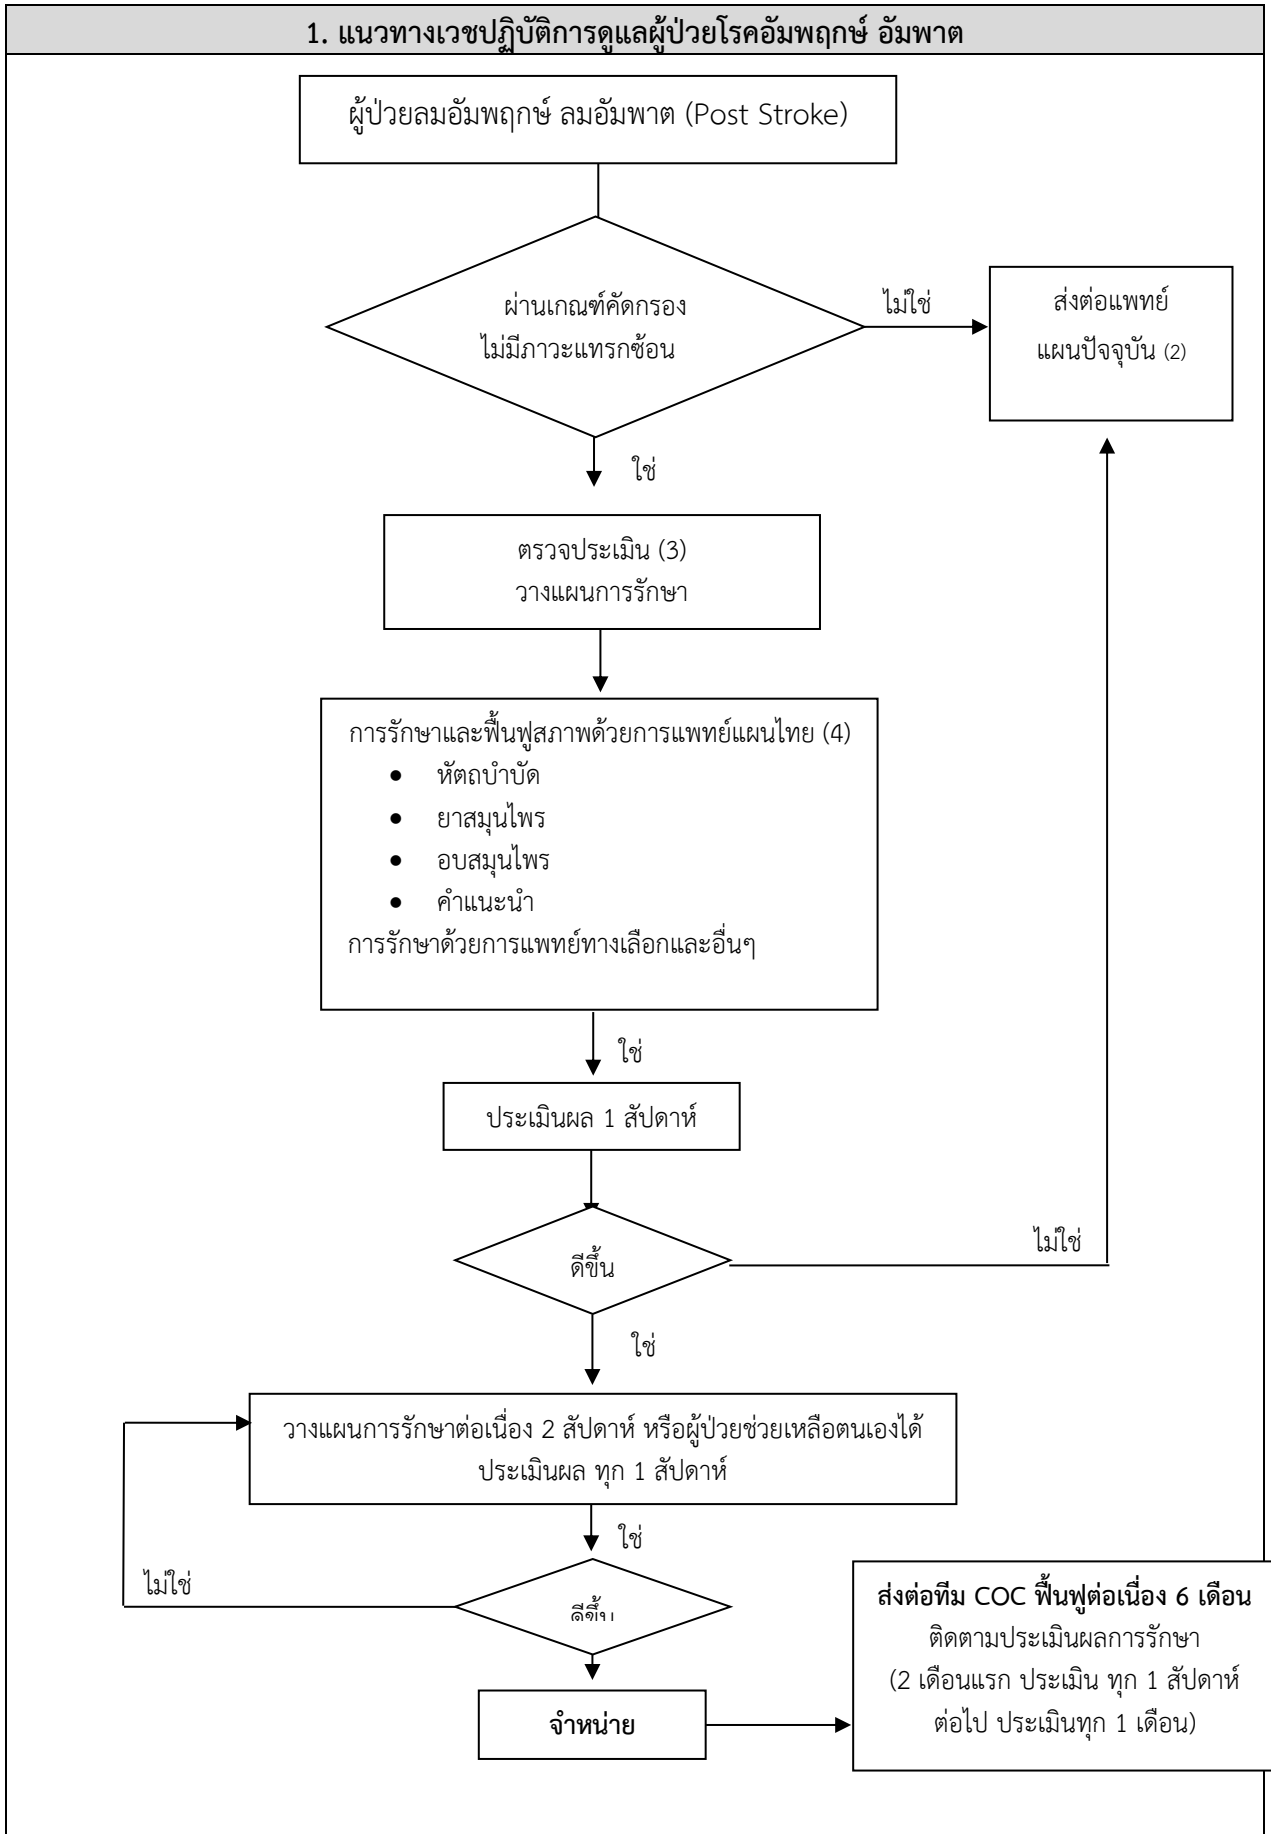 1. แนวทางเวชปฏิบัติการดูแลผู้ป่วยโรคอัมพฤกษ์ อัมพาต
ผู้ป่วยลมอัมพฤกษ์ ลมอัมพาต (Post Stroke)
ผ่านเกณฑ์คัดกรอง
ไม่มีภาวะแทรกซ้อน
ไม่ใช่
ส่งต่อแพทย์
แผนปัจจุบัน (2)
ใช่
ตรวจประเมิน (3)
วางแผนการรักษา
การรักษาและฟื้นฟูสภาพด้วยการแพทย์แผนไทย (4)
● หัตถบำบัด
● ยาสมุนไพร
● อบสมุนไพร
● คำแนะนำ
การรักษาด้วยการแพทย์ทางเลือกและอื่นๆ
ใช่
ประเมินผล 1 สัปดาห์
ดีขึ้น
ไม่ใช่
ใช่
วางแผนการรักษาต่อเนื่อง 2 สัปดาห์ หรือผู้ป่วยช่วยเหลือตนเองได้
ประเมินผล ทุก 1 สัปดาห์
ใช่
ไม่ใช่
ดีขึ้น
จำหน่าย
ส่งต่อทีม COC ฟื้นฟูต่อเนื่อง 6 เดือน
ติดตามประเมินผลการรักษา
(2 เดือนแรก ประเมิน ทุก 1 สัปดาห์
ต่อไป ประเมินทุก 1 เดือน)